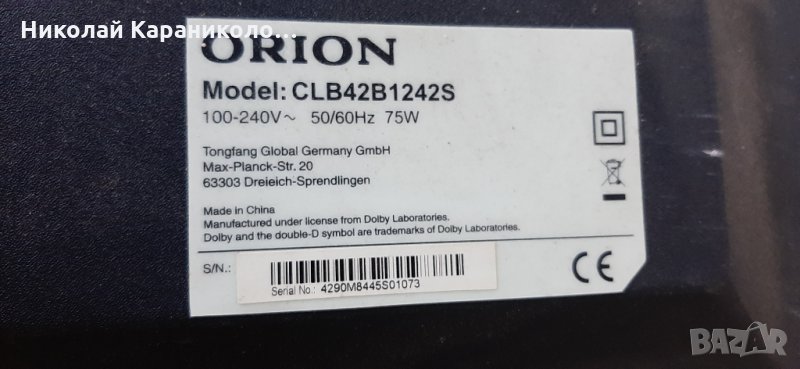 Николай Караниколо...
ORION
Model: CLB42B1242S
100-240V~ 50/60Hz 75W
Tongfang Global Germany GmbH
Max-Planck-Str. 20
63303 Dreieich-Sprendlingen
Made in China
Manufactured under license from Dolby Laboratories.
Dolby and the double-D symbol are trademarks of Dolby Laboratories.
S/N.:
Serial No.: 4290M8445S01073
CE
BAZAR